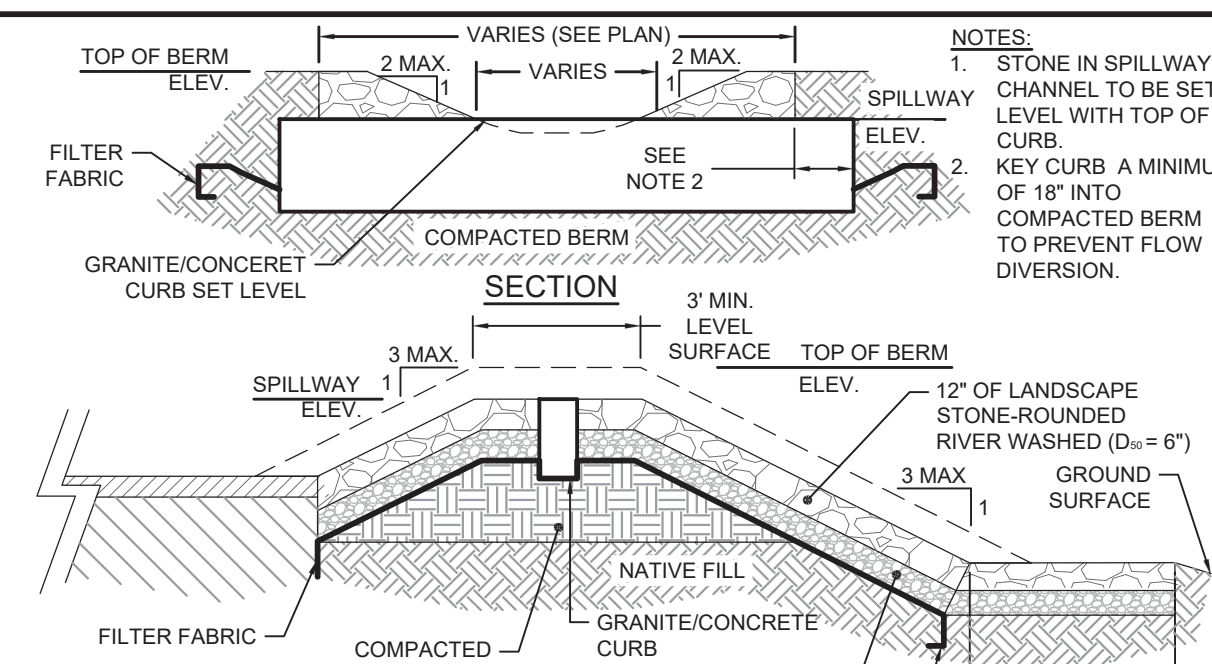 VARIES (SEE PLAN)
TOP OF BERM
ELEV.
2 MAX.
1
VARIES
2 MAX.
1
SPILLWAY
ELEV.
FILTER
FABRIC
SEE
NOTE 2
COMPACTED BERM
GRANITE/CONCERET
CURB SET LEVEL
SECTION
NOTES:
1. STONE IN SPILLWAY
CHANNEL TO BE SET
LEVEL WITH TOP OF
CURB.
2. KEY CURB A MINIMU
OF 18" INTO
COMPACTED BERM
TO PREVENT FLOW
DIVERSION.
3' MIN.
LEVEL
SURFACE
3 MAX.
1
SPILLWAY
ELEV.
TOP OF BERM
ELEV.
12" OF LANDSCAPE
STONE-ROUNDED
RIVER WASHED (D₅₀ = 6")
3 MAX
1
GROUND
SURFACE
NATIVE FILL
FILTER FABRIC
COMPACTED
GRANITE/CONCRETE
CURB